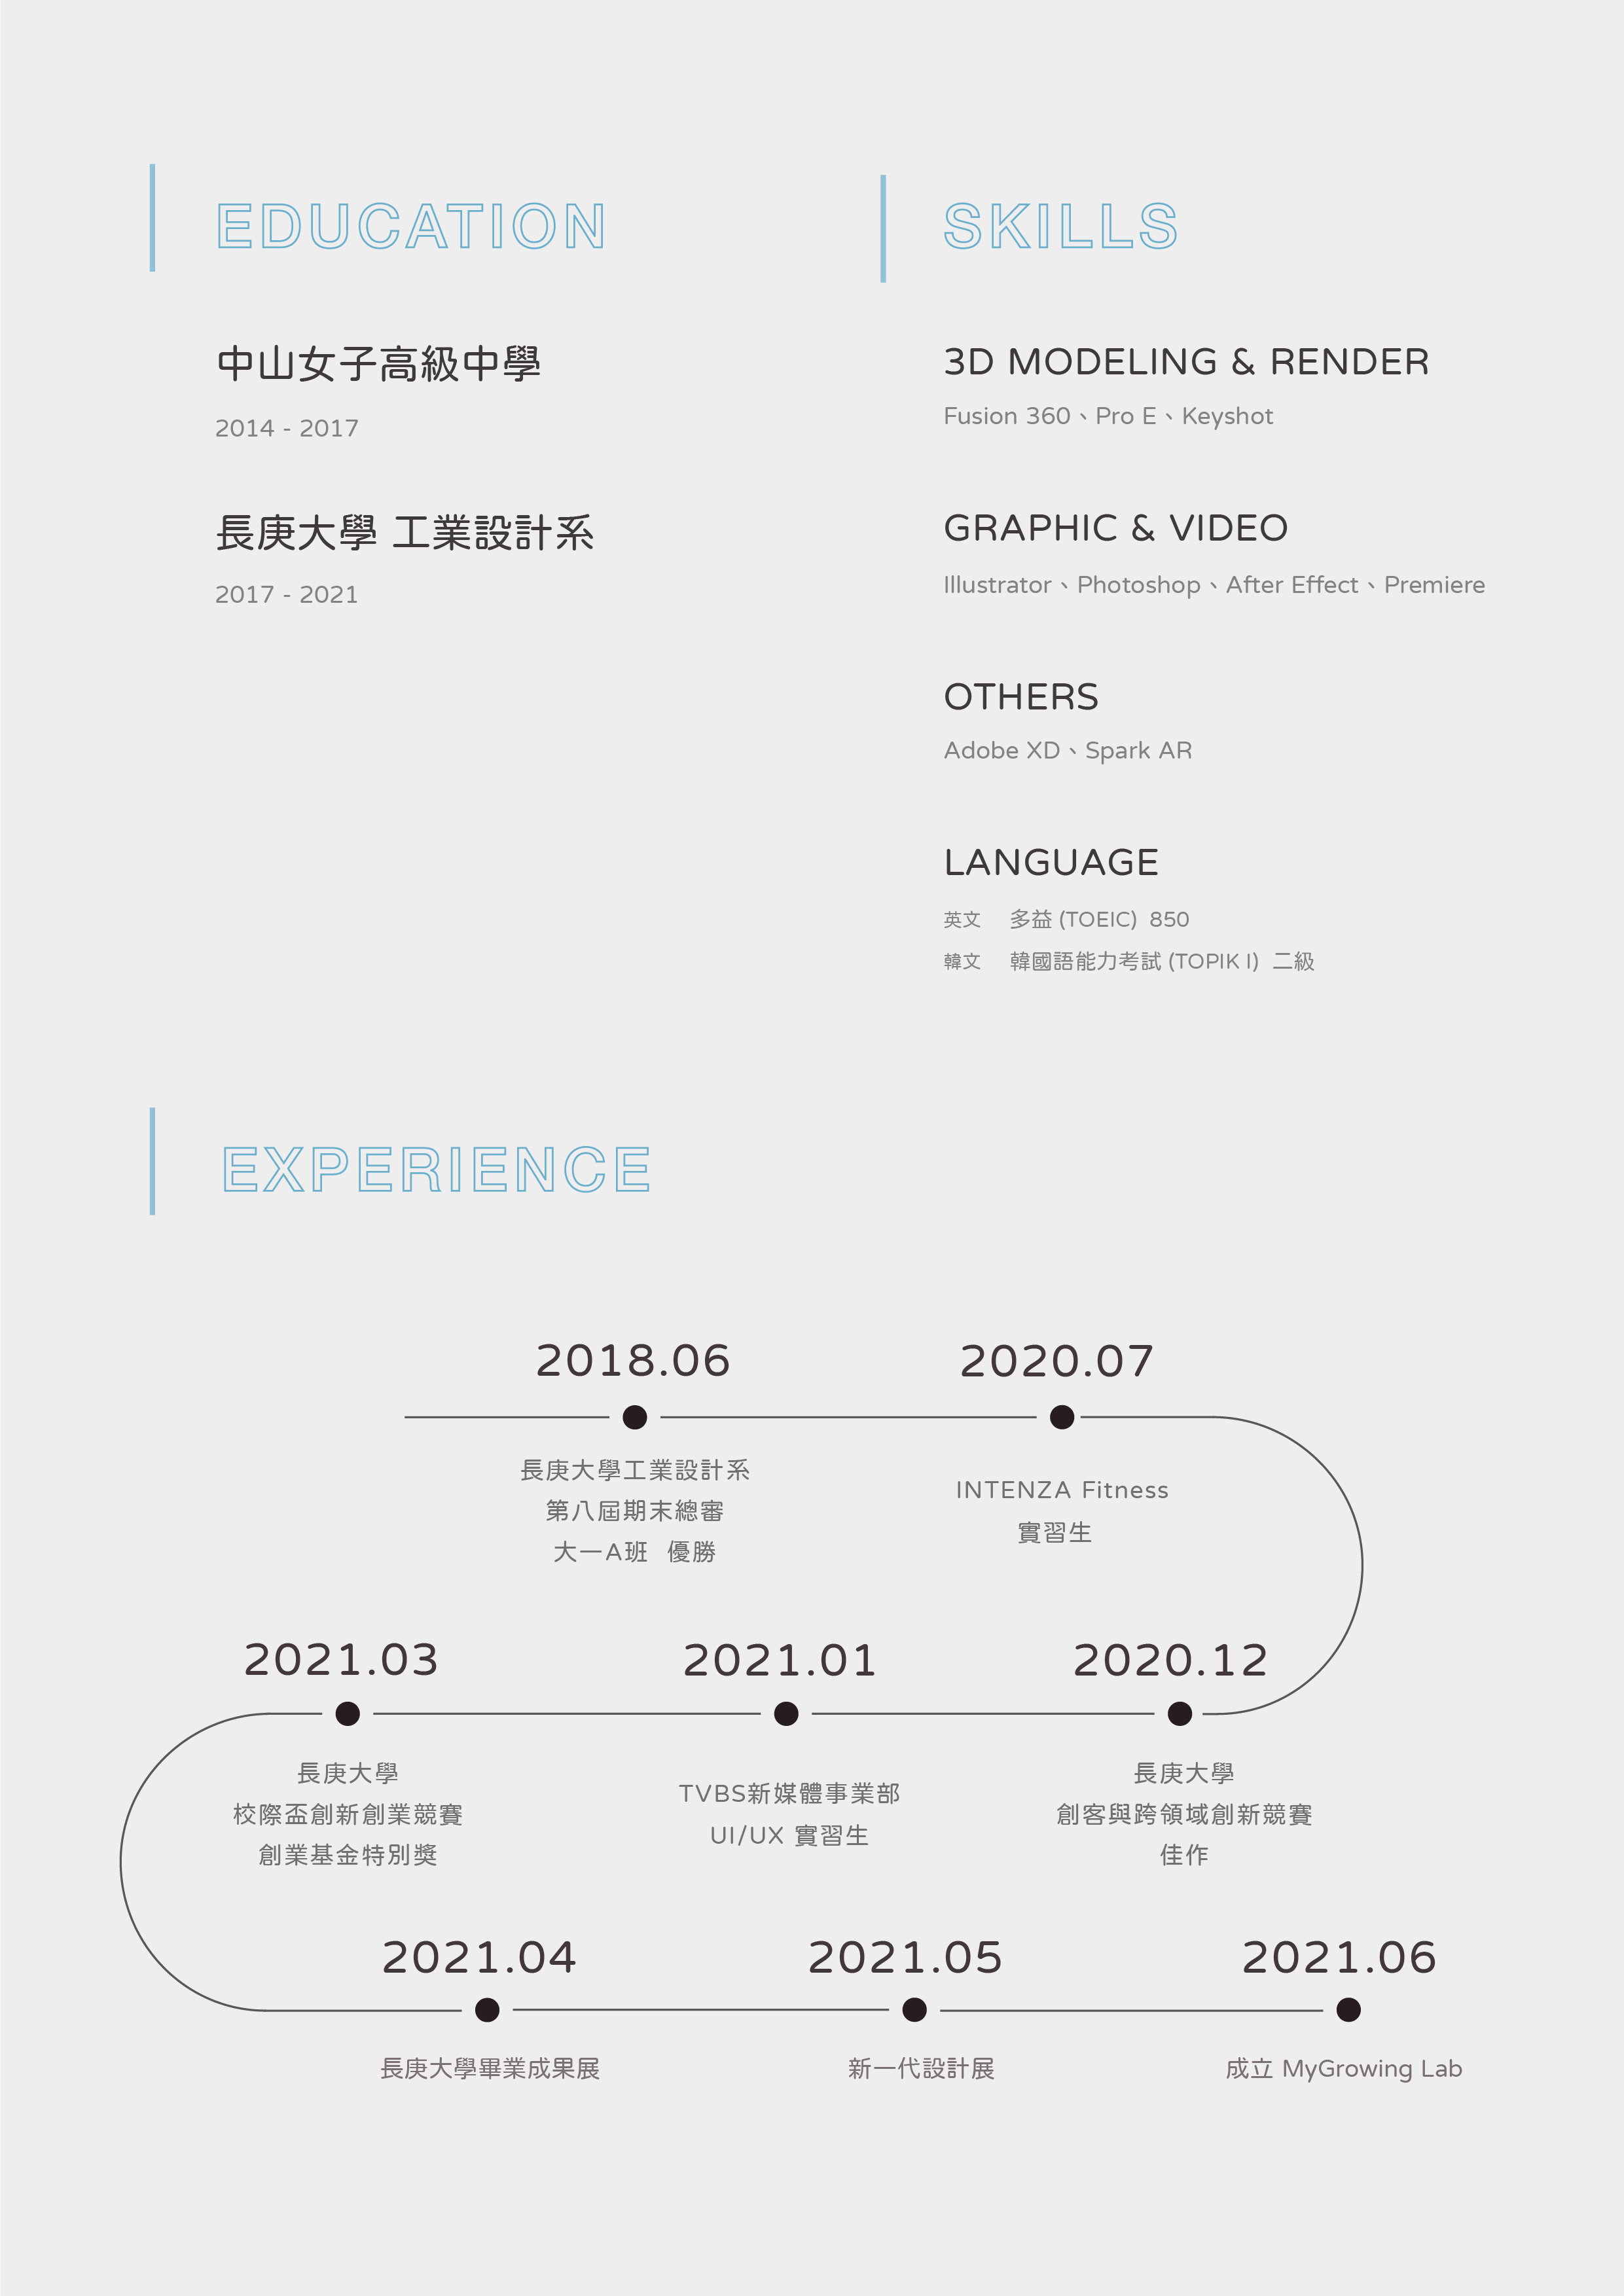 EDUCATION
中山女子高級中學
2014 - 2017
長庚大學 工業設計系
2017 - 2021
SKILLS
3D MODELING & RENDER
Fusion 360、Pro E、Keyshot
GRAPHIC & VIDEO
Illustrator、Photoshop、After Effect、Premiere
OTHERS
Adobe XD、Spark AR
LANGUAGE
英文 多益 (TOEIC) 850
韓文 韓國語能力考試 (TOPIK I) 二級
EXPERIENCE
2018.06
長庚大學工業設計系
第八屆期末總審
大一A班 優勝
2020.07
INTENZA Fitness
實習生
2020.12
長庚大學
創客與跨領域創新競賽
佳作
2021.01
TVBS新媒體事業部
UI/UX 實習生
2021.03
長庚大學
校際盃創新創業競賽
創業基金特別獎
2021.04
長庚大學畢業成果展
2021.05
新一代設計展
2021.06
成立 MyGrowing Lab